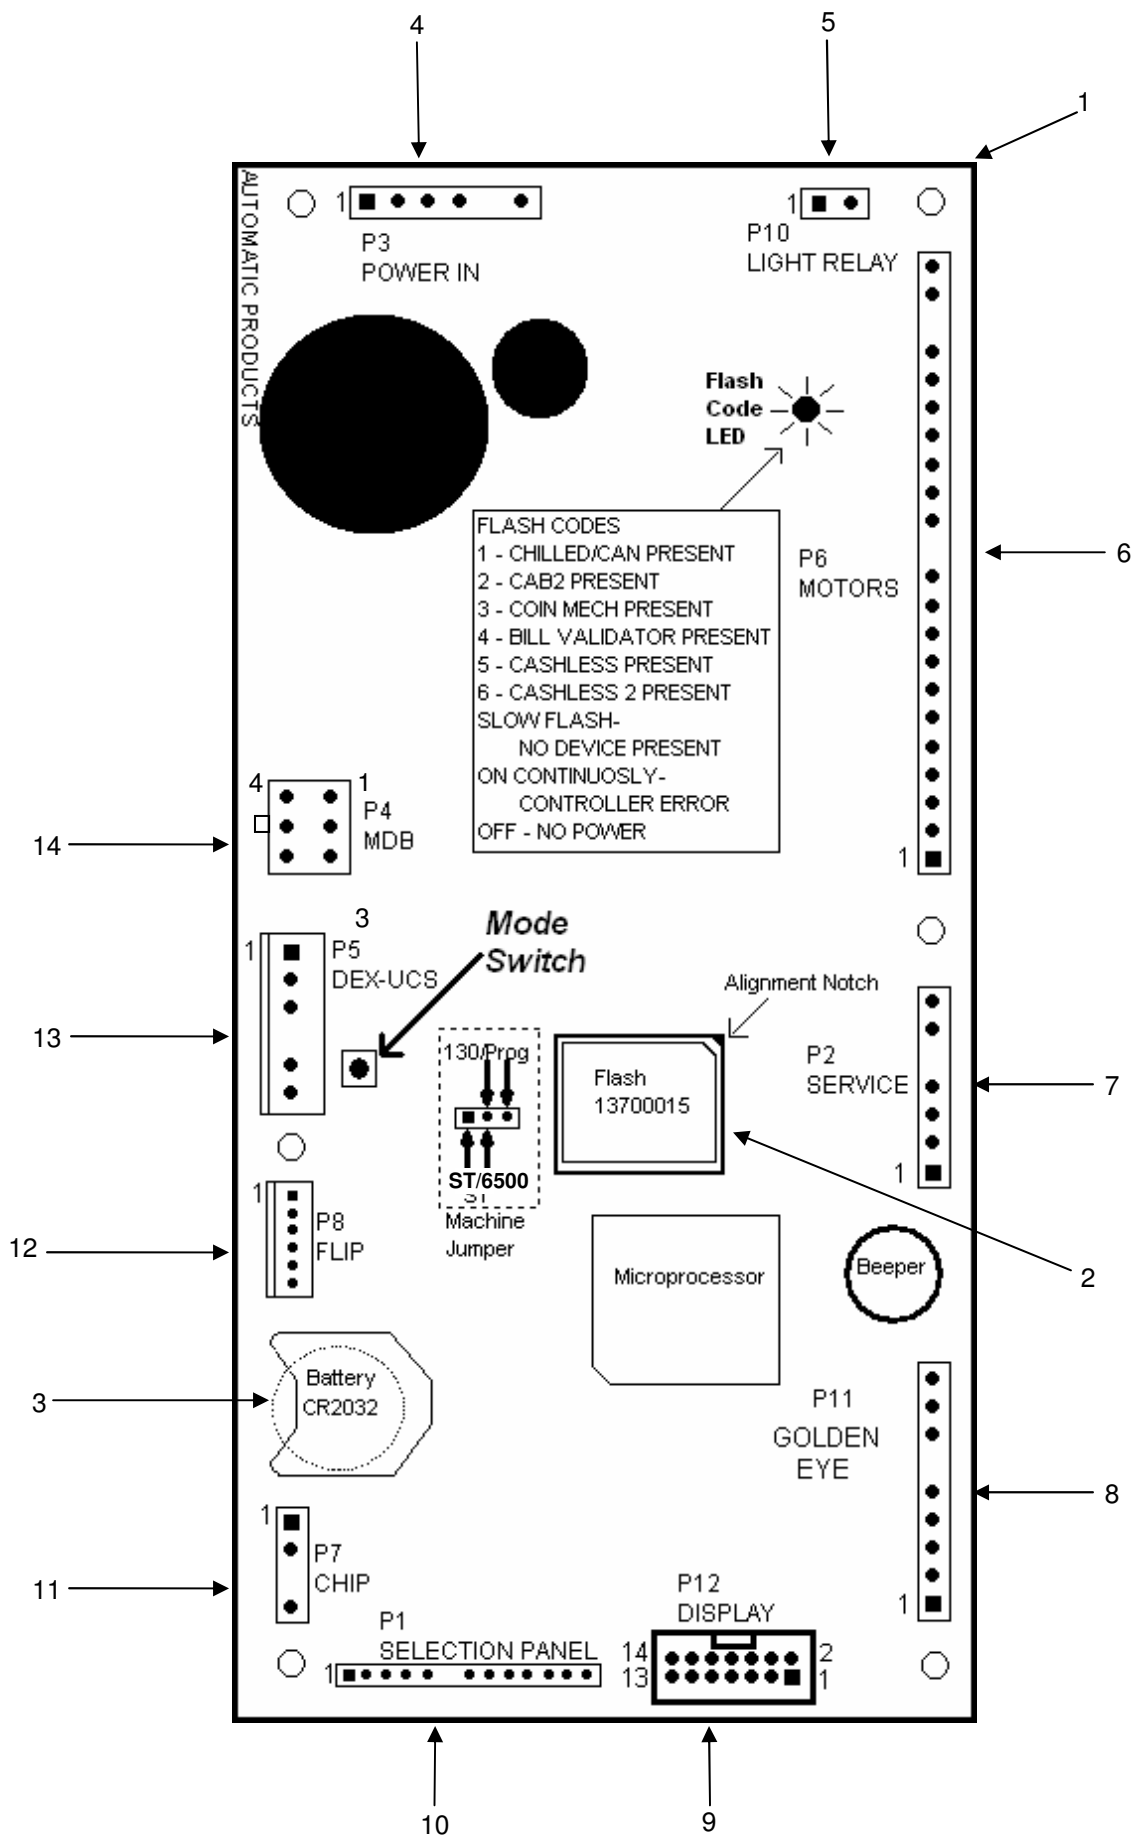 4
5
1
AUTOMATIC PRODUCTS
1
P3
POWER IN
1
P10
LIGHT RELAY
Flash
Code
LED
FLASH CODES
1 - CHILLED/CAN PRESENT
2 - CAB2 PRESENT
3 - COIN MECH PRESENT
4 - BILL VALIDATOR PRESENT
5 - CASHLESS PRESENT
6 - CASHLESS 2 PRESENT
SLOW FLASH-
NO DEVICE PRESENT
ON CONTINUOSLY-
CONTROLLER ERROR
OFF - NO POWER
P6
MOTORS
1
6
4
1
P4
MDB
14
3
1
P5
DEX-UCS
13
Mode
Switch
Alignment Notch
130/Prog
Flash
13700015
ST/6500
Machine
Jumper
P2
SERVICE
1
7
1
P8
FLIP
12
Microprocessor
Beeper
2
Battery
CR2032
3
P11
GOLDEN
EYE
1
8
1
P7
CHIP
11
P1
SELECTION PANEL
1
P12
DISPLAY
14
2
13
1
10
9